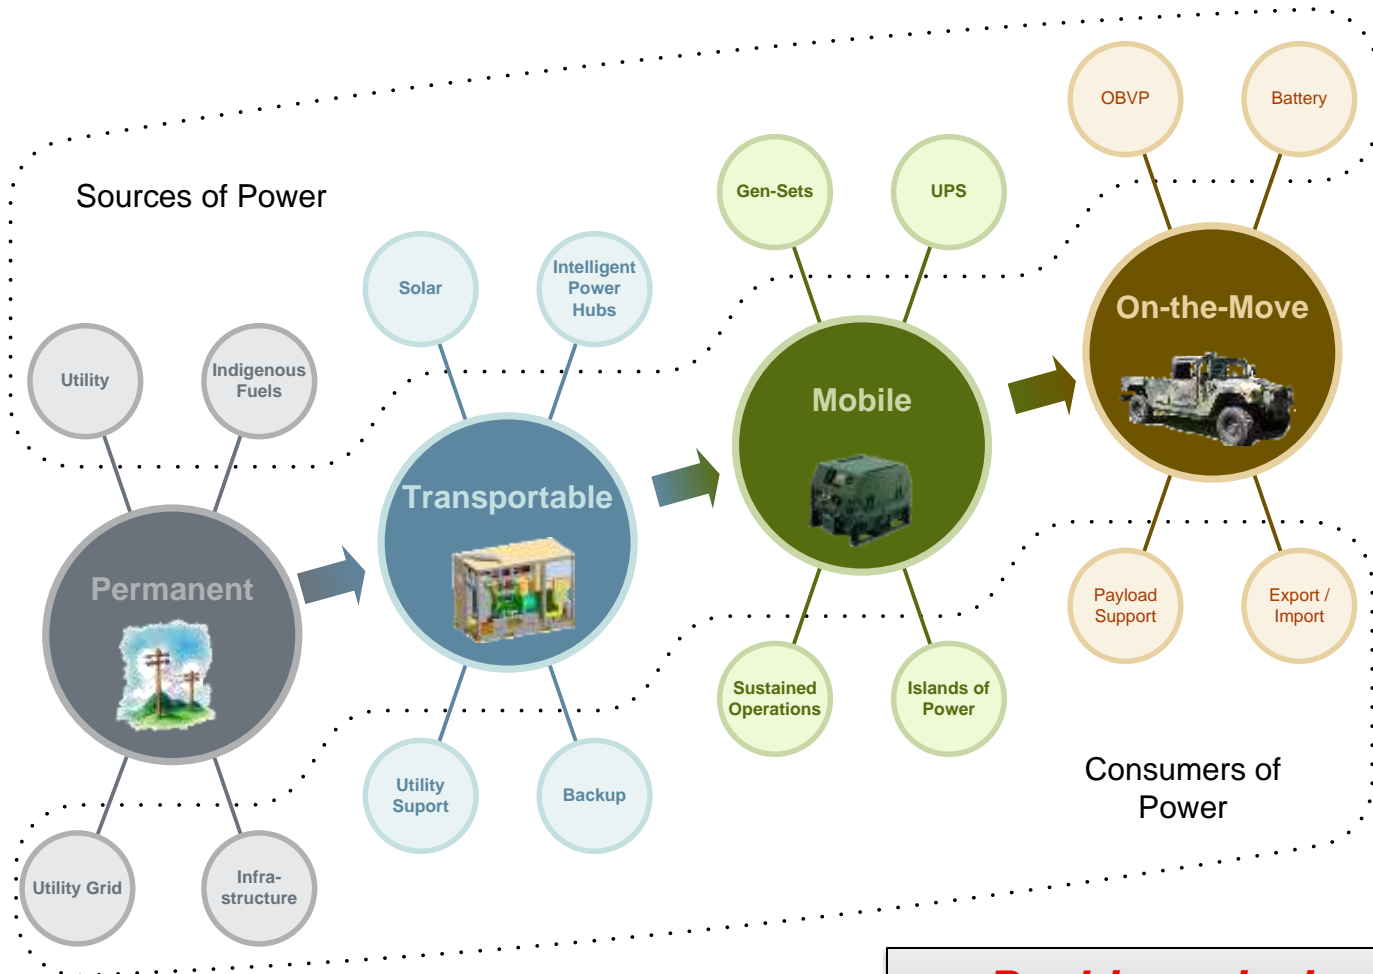 OBVP
Battery
Sources of Power
Gen-Sets
UPS
Solar
Intelligent
Power
Hubs
On-the-Move
Utility
Indigenous
Fuels
Mobile
Transportable
Permanent
Payload
Support
Export /
Import
Sustained
Operations
Islands of
Power
Utility
Suport
Backup
Consumers of
Power
Utility Grid
Infra-
structure